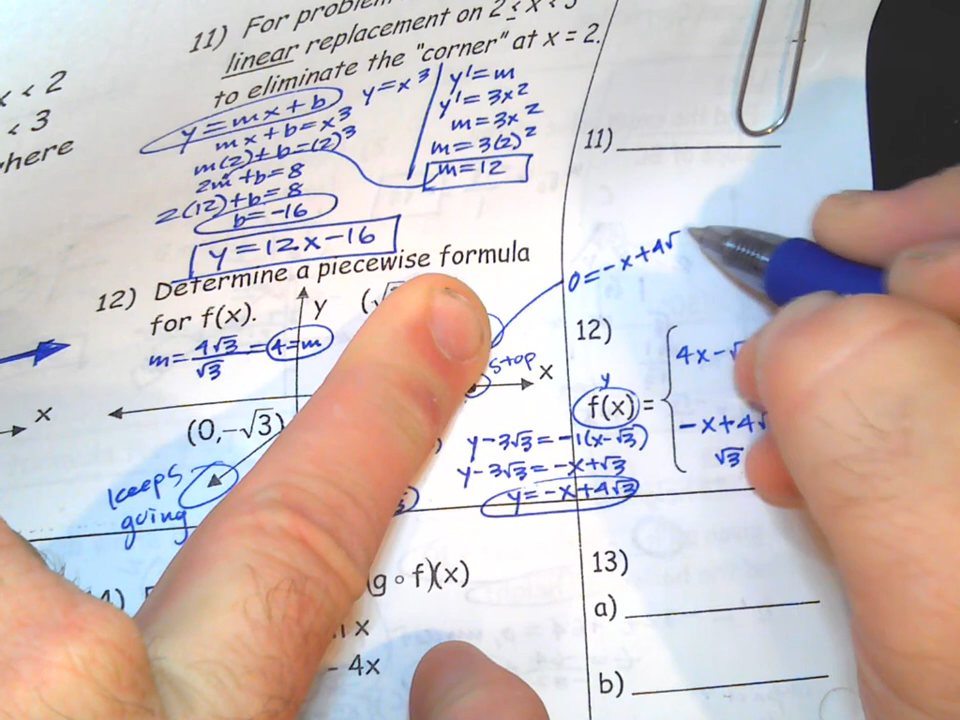 11) For problem
linear replacement on 2 ≤ x < 3
to eliminate the "corner" at x = 2.
x < 2
< 3
where
y=mx+b
y=x³
mx+b=x³
m(2)+b=(2)³
2m+b=8
2(12)+b=8
b=-16
y=12x-16
y'=m
y'=3x²
m=3x²
m=3(2)²
m=12
11)
12) Determine a piecewise formula
for f(x).
m=4√3/√3=4=m
y
(√
stop
x
x
(0,-√3)
keeps
going
y-3√3=-1(x-√3)
y-3√3=-x+√3
y=-x+4√3
0=-x+4√
12)
y
f(x) =
4x-√
-x+4√
√3
(g∘f)(x)
x
- 4x
13)
a)
b)